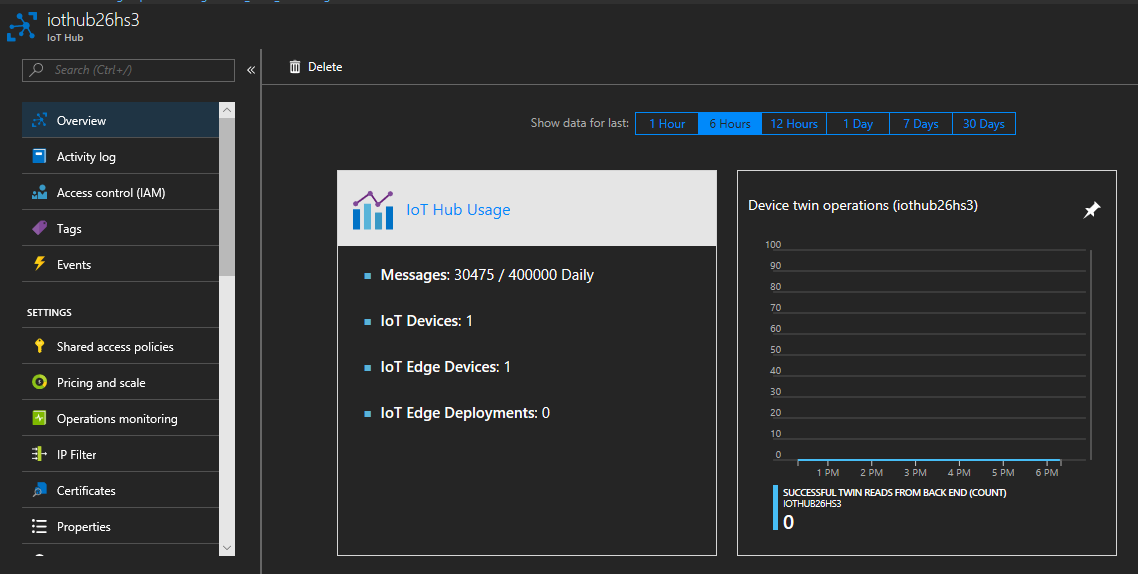 iothub26hs3
IoT Hub
Search (Ctrl+/)
«
Delete
Overview
Activity log
Access control (IAM)
Tags
Events
SETTINGS
Shared access policies
Pricing and scale
Operations monitoring
IP Filter
Certificates
Properties
Show data for last:
1 Hour
6 Hours
12 Hours
1 Day
7 Days
30 Days
IoT Hub Usage
Messages: 30475 / 400000 Daily
IoT Devices: 1
IoT Edge Devices: 1
IoT Edge Deployments: 0
Device twin operations (iothub26hs3)
100
90
80
70
60
50
40
30
20
10
0
1 PM
2 PM
3 PM
4 PM
5 PM
6 PM
SUCCESSFUL TWIN READS FROM BACK END (COUNT)
IOTHUB26HS3
0